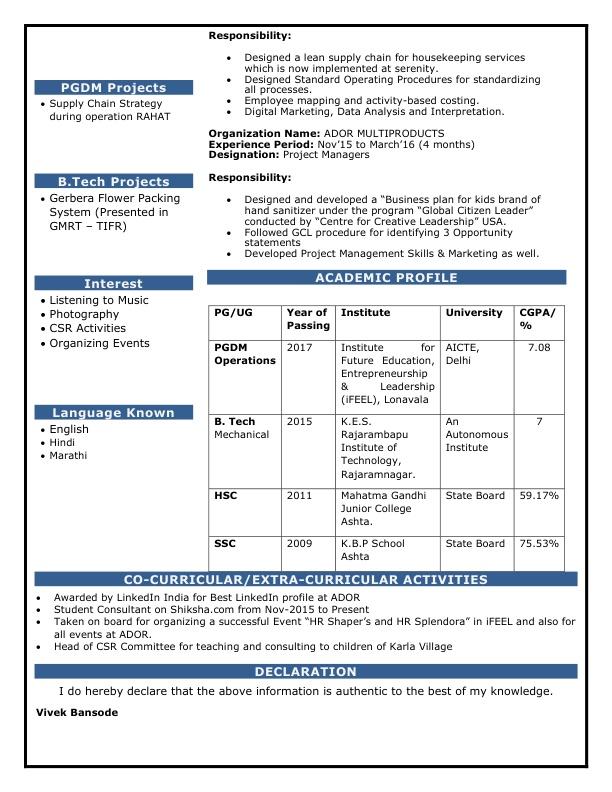 PGDM Projects
• Supply Chain Strategy
during operation RAHAT
B.Tech Projects
• Gerbera Flower Packing
System (Presented in
GMRT – TIFR)
Interest
• Listening to Music
• Photography
• CSR Activities
• Organizing Events
Language Known
• English
• Hindi
• Marathi
Responsibility:
• Designed a lean supply chain for housekeeping services
which is now implemented at serenity.
• Designed Standard Operating Procedures for standardizing
all processes.
• Employee mapping and activity-based costing.
• Digital Marketing, Data Analysis and Interpretation.
Organization Name: ADOR MULTIPRODUCTS
Experience Period: Nov’15 to March’16 (4 months)
Designation: Project Managers
Responsibility:
• Designed and developed a “Business plan for kids brand of
hand sanitizer under the program “Global Citizen Leader”
conducted by “Centre for Creative Leadership” USA.
• Followed GCL procedure for identifying 3 Opportunity
statements
• Developed Project Management Skills & Marketing as well.
ACADEMIC PROFILE
PG/UG Year of Passing Institute University CGPA/ %
PGDM Operations 2017 Institute for Future Education, Entrepreneurship & Leadership (iFEEL), Lonavala AICTE, Delhi 7.08
B. Tech Mechanical 2015 K.E.S. Rajarambapu Institute of Technology, Rajaramnagar. An Autonomous Institute 7
HSC 2011 Mahatma Gandhi Junior College Ashta. State Board 59.17%
SSC 2009 K.B.P School Ashta State Board 75.53%
CO-CURRICULAR/EXTRA-CURRICULAR ACTIVITIES
• Awarded by LinkedIn India for Best LinkedIn profile at ADOR
• Student Consultant on Shiksha.com from Nov-2015 to Present
• Taken on board for organizing a successful Event “HR Shaper’s and HR Splendora” in iFEEL and also for
all events at ADOR.
• Head of CSR Committee for teaching and consulting to children of Karla Village
DECLARATION
I do hereby declare that the above information is authentic to the best of my knowledge.
Vivek Bansode